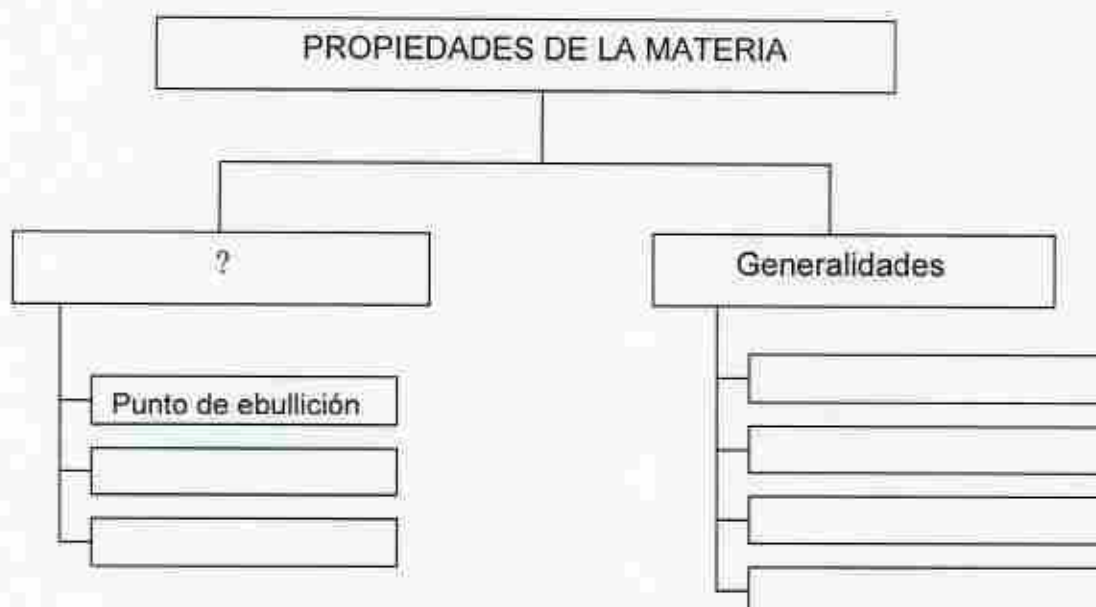 PROPIEDADES DE LA MATERIA
?
Generalidades
Punto de ebullición